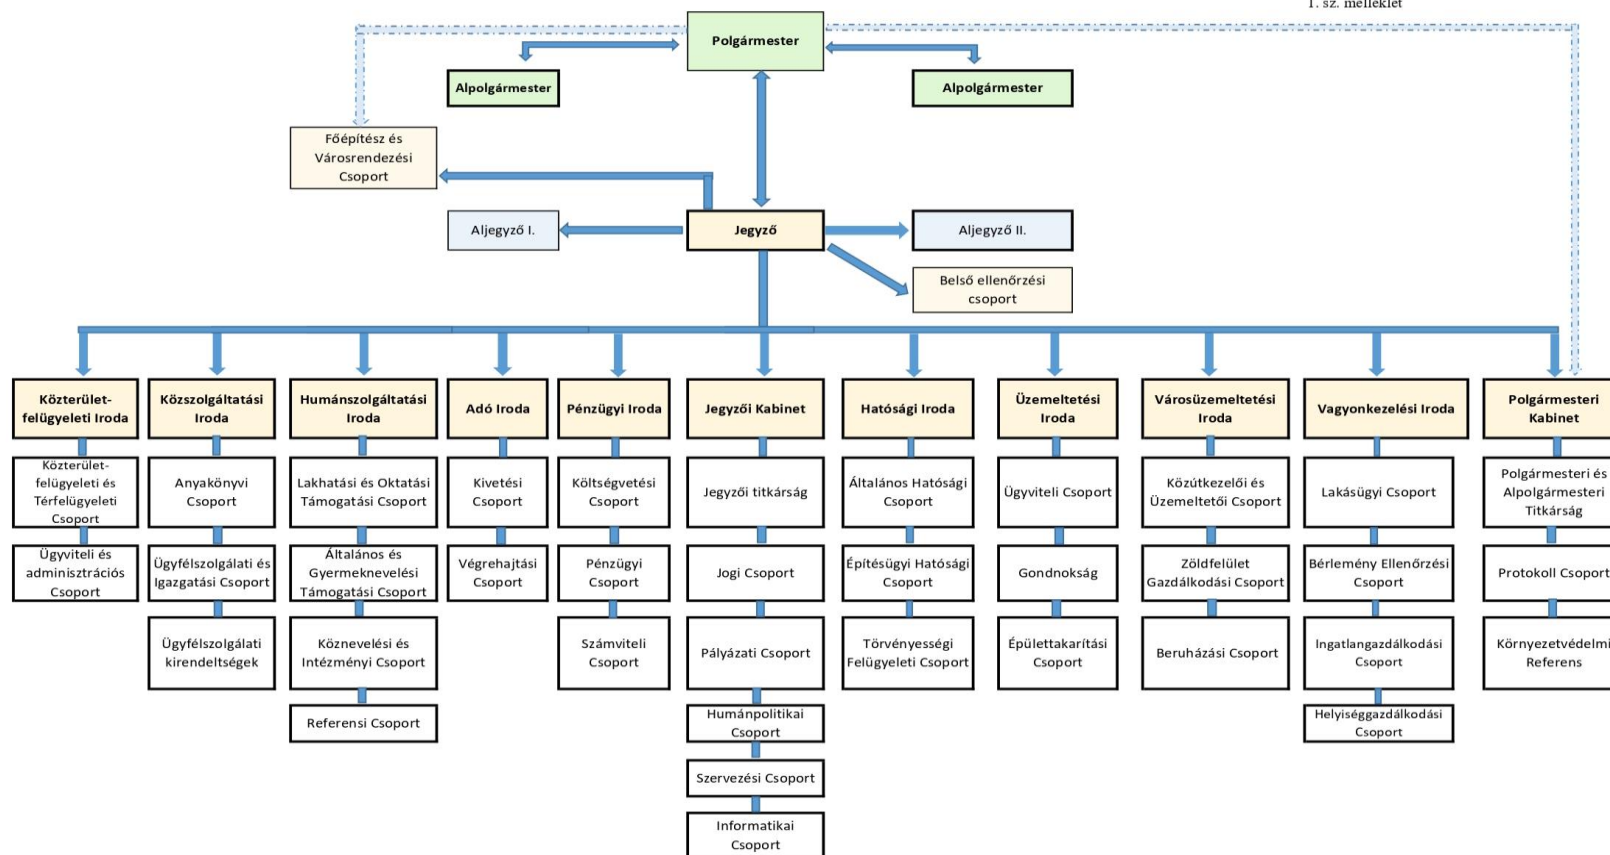 1. sz. melléklet
Polgármester
Alpolgármester
Alpolgármester
Főépítész és
Városrendezési
Csoport
Aljegyző I.
Jegyző
Aljegyző II.
Belső ellenőrzési
csoport
Közterület-
felügyeleti Iroda
Közterület-
felügyeleti és
Térfelügyeleti
Csoport
Ügyviteli és
adminisztrációs
Csoport
Közszolgáltatási
Iroda
Anyakönyvi
Csoport
Ügyfélszolgálati és
Igazgatási Csoport
Ügyfélszolgálati
kirendeltségek
Humánszolgáltatási
Iroda
Lakhatási és Oktatási
Támogatási Csoport
Általános és
Gyermeknevelési
Támogatási Csoport
Köznevelési és
Intézményi Csoport
Referensi Csoport
Adó Iroda
Kivetési
Csoport
Végrehajtási
Csoport
Pénzügyi Iroda
Költségvetési
Csoport
Pénzügyi
Csoport
Számviteli
Csoport
Jegyzői Kabinet
Jegyzői titkárság
Jogi Csoport
Pályázati Csoport
Humánpolitikai
Csoport
Szervezési Csoport
Informatikai
Csoport
Hatósági Iroda
Általános Hatósági
Csoport
Építésügyi Hatósági
Csoport
Törvényességi
Felügyeleti Csoport
Üzemeltetési
Iroda
Ügyviteli Csoport
Gondnokság
Épülettakarítási
Csoport
Városüzemeltetési
Iroda
Közútkezelői és
Üzemeltetői Csoport
Zöldfelület
Gazdálkodási Csoport
Beruházási Csoport
Vagyonkezelési Iroda
Lakásügyi Csoport
Bérlemény Ellenőrzési
Csoport
Ingatlangazdálkodási
Csoport
Helyiséggazdálkodási
Csoport
Polgármesteri
Kabinet
Polgármesteri és
Alpolgármesteri
Titkárság
Protokoll Csoport
Környezetvédelmi
Referens